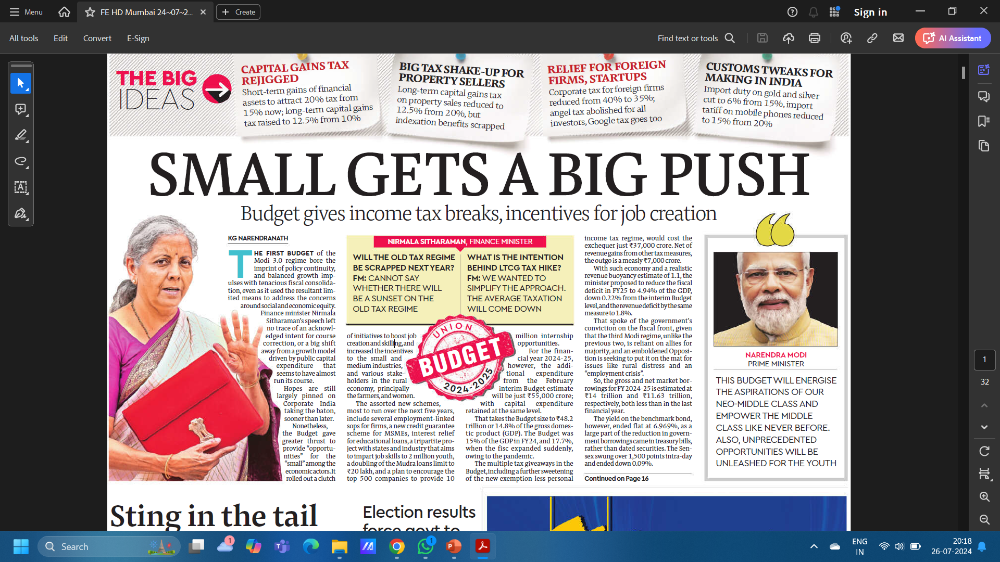 Menu
FE HD Mumbai 24~07~2...
Create
Sign in
All tools
Edit
Convert
E-Sign
Find text or tools
AI Assistant
THE BIG
IDEAS
CAPITAL GAINS TAX
REJIGGED
Short-term gains of financial
assets to attract 20% tax from
15% now; long-term capital gains
tax raised to 12.5% from 10%
BIG TAX SHAKE-UP FOR
PROPERTY SELLERS
Long-term capital gains tax
on property sales reduced to
12.5% from 20%, but
indexation benefits scrapped
RELIEF FOR FOREIGN
FIRMS, STARTUPS
Corporate tax for foreign firms
reduced from 40% to 35%;
angel tax abolished for all
investors, Google tax goes too
CUSTOMS TWEAKS FOR
MAKING IN INDIA
Import duty on gold and silver
cut to 6% from 15%, import
tariff on mobile phones reduced
to 15% from 20%
SMALL GETS A BIG PUSH
Budget gives income tax breaks, incentives for job creation
KG NARENDRANATH
THE FIRST BUDGET of the
Modi 3.0 regime bore the
imprint of policy continuity,
and balanced growth imp-
ulses with tenacious fiscal consolida-
tion, even as it used the resultant lim-
ited means to address the concerns
around social and economic equity.
Finance minister Nirmala
Sitharaman's speech left
no trace of an acknowl-
edged intent for course
correction, or a big shift
away from a growth model
driven by public capital
expenditure that
seems to have almost
run its course.
Hopes are still
largely pinned on
Corporate India
taking the baton,
sooner than later.
Nonetheless,
the Budget gave
greater thrust to
provide “opportu-
nities” for the
“small” among the
economic actors. It
rolled out a clutch
NIRMALA SITHARAMAN, FINANCE MINISTER
WILL THE OLD TAX REGIME
BE SCRAPPED NEXT YEAR?
FM: CANNOT SAY
WHETHER THERE WILL
BE A SUNSET ON THE
OLD TAX REGIME
WHAT IS THE INTENTION
BEHIND LTCG TAX HIKE?
FM: WE WANTED TO
SIMPLIFY THE APPROACH.
THE AVERAGE TAXATION
WILL COME DOWN
UNION
BUDGET
2024-2025
of initiatives to boost job
creation and skilling, and
increased the incentives
to the small and
medium industries,
and various stake-
holders in the rural
economy, principally
the farmers, and women.
The assorted new schemes,
most to run over the next five years,
include several employment-linked
sops for firms, a new credit guarantee
scheme for MSMEs, interest relief
for educational loans, a tripartite pro-
ject with states and industry that aims
to impart job skills to 2 million youth,
a doubling of the Mudra loans limit to
₹20 lakh, and a plan to encourage the
top 500 companies to provide 10
million internship
opportunities.
For the finan-
cial year 2024-25,
however, the addi-
tional expenditure
from the February
interim Budget estimate
will be just ₹55,000 crore;
with capital expenditure
retained at the same level.
That takes the Budget size to ₹48.2
trillion or 14.8% of the gross domes-
tic product (GDP). The Budget was
15% of the GDP in FY24, and 17.7%,
when the fisc expanded suddenly,
owing to the pandemic.
The multiple tax giveaways in the
Budget, including a further sweetening
of the new exemption-less personal
income tax regime, would cost the
exchequer just ₹37,000 crore. Net of
revenue gains from other tax measures,
the outgo is a measly ₹7,000 crore.
With such economy and a realistic
revenue buoyancy estimate of 1.1, the
minister proposed to reduce the fiscal
deficit in FY25 to 4.94% of the GDP,
down 0.22% from the interim Budget
level, and the revenue deficit by the same
measure to 1.8%.
That spoke of the government's
conviction on the fiscal front, given
that the third Modi regime, unlike the
previous two, is reliant on allies for
majority, and an emboldened Opposi-
tion is seeking to put it on the mat for
issues like rural distress and an
“employment crisis”.
So, the gross and net market bor-
rowings for FY 2024-25 is estimated at
₹14 trillion and ₹11.63 trillion,
respectively, both less than in the last
financial year.
The yield on the benchmark bond,
however, ended flat at 6.969%, as a
large part of the reduction in govern-
ment borrowings came in treasury bills,
rather than dated securities. The Sen-
sex swung over 1,500 points intra-day
and ended down 0.09%.
Continued on Page 16
NARENDRA MODI
PRIME MINISTER
THIS BUDGET WILL ENERGISE
THE ASPIRATIONS OF OUR
NEO-MIDDLE CLASS AND
EMPOWER THE MIDDLE
CLASS LIKE NEVER BEFORE.
ALSO, UNPRECEDENTED
OPPORTUNITIES WILL BE
UNLEASHED FOR THE YOUTH
Sting in the tail
Election results
force govt to
1
32
Search
1
1
ENG
IN
20:18
26-07-2024